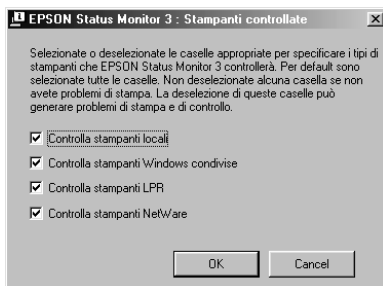 EPSON Status Monitor 3 : Stampanti controllate
Selezionate o deselezionate le caselle appropriate per specificare i tipi di
stampanti che EPSON Status Monitor 3 controllerà. Per default sono
selezionate tutte le caselle. Non deselezionate alcuna casella se non
avete problemi di stampa. La deselezione di queste caselle può
generare problemi di stampa e di controllo.
Controlla stampanti locali
Controlla stampanti Windows condivise
Controlla stampanti LPR
Controlla stampanti NetWare
OK
Cancel